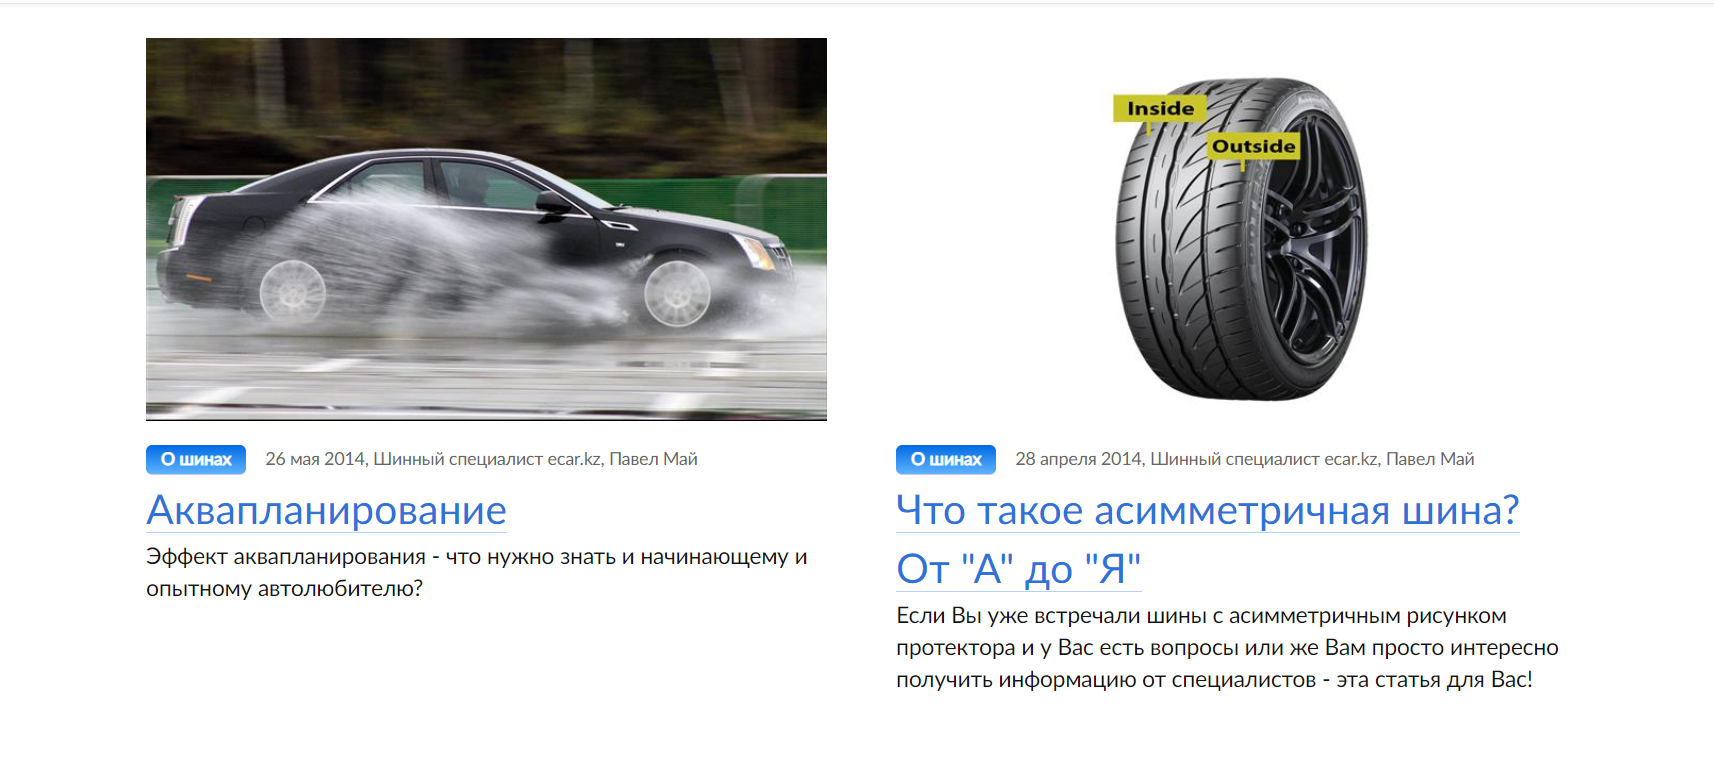 Inside
Outside
О шинах 26 мая 2014, Шинный специалист ecar.kz, Павел Май
Аквапланирование
Эффект аквапланирования - что нужно знать и начинающему и
опытному автолюбителю?
О шинах 28 апреля 2014, Шинный специалист ecar.kz, Павел Май
Что такое асимметричная шина?
От "А" до "Я"
Если Вы уже встречали шины с асимметричным рисунком
протектора и у Вас есть вопросы или же Вам просто интересно
получить информацию от специалистов - эта статья для Вас!